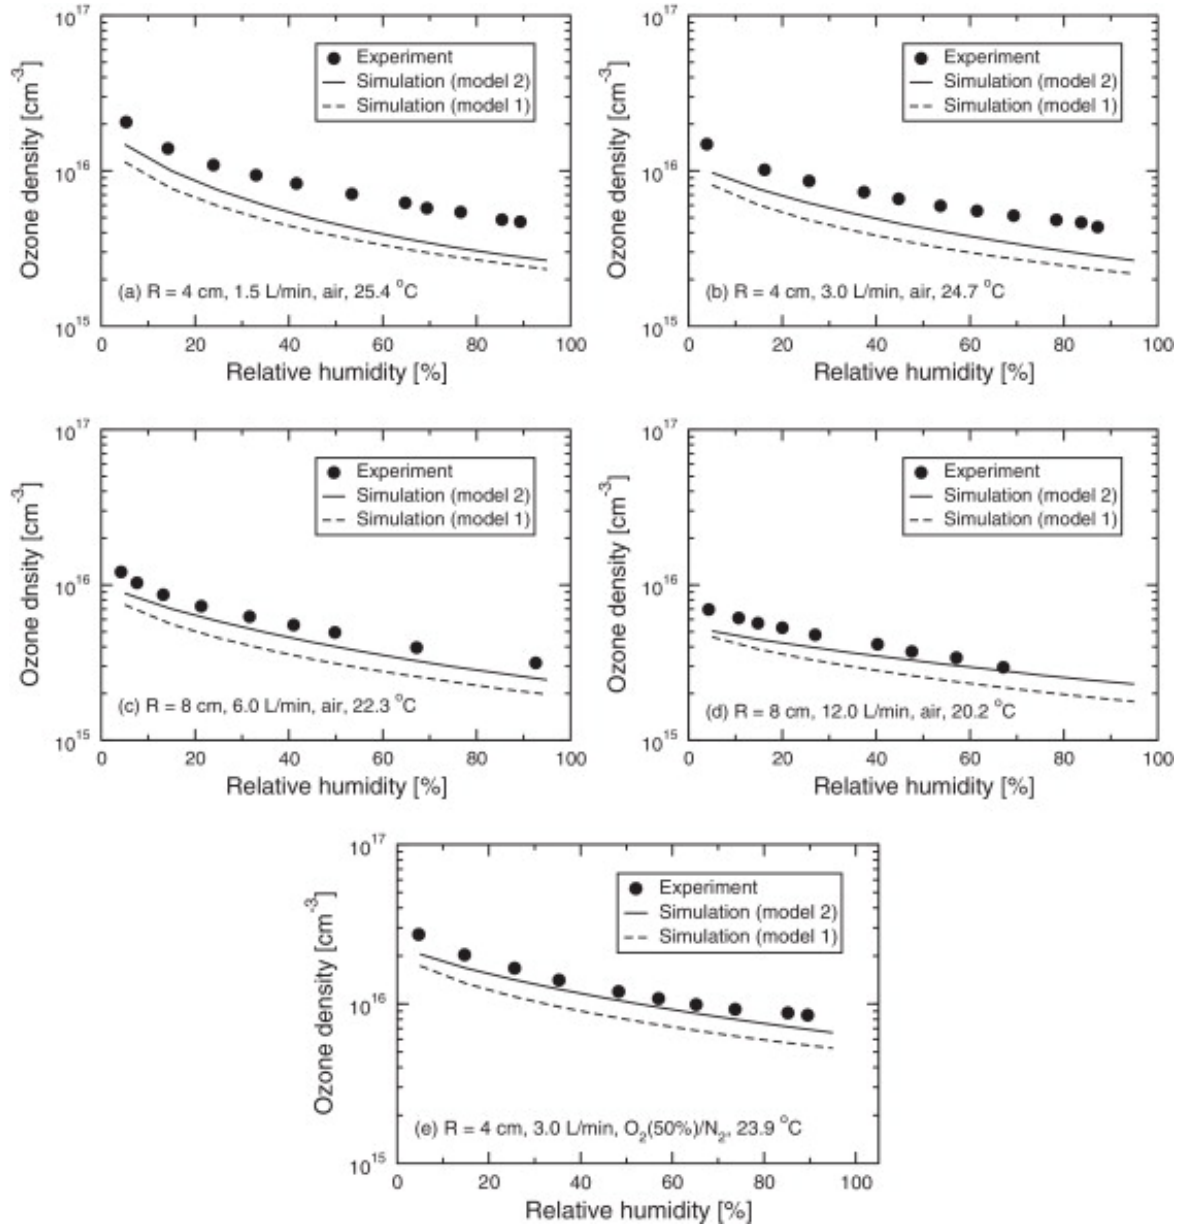 10^17
10^16
10^15
Ozone density [cm^-3]
Experiment
Simulation (model 2)
Simulation (model 1)
(a) R = 4 cm, 1.5 L/min, air, 25.4 °C
0 20 40 60 80 100
Relative humidity [%]
10^17
10^16
10^15
Ozone density [cm^-3]
Experiment
Simulation (model 2)
Simulation (model 1)
(b) R = 4 cm, 3.0 L/min, air, 24.7 °C
0 20 40 60 80 100
Relative humidity [%]
10^17
10^16
10^15
Ozone dnsity [cm^-3]
Experiment
Simulation (model 2)
Simulation (model 1)
(c) R = 8 cm, 6.0 L/min, air, 22.3 °C
0 20 40 60 80 100
Relative humidity [%]
10^17
10^16
10^15
Ozone density [cm^-3]
Experiment
Simulation (model 2)
Simulation (model 1)
(d) R = 8 cm, 12.0 L/min, air, 20.2 °C
0 20 40 60 80 100
Relative humidity [%]
10^17
10^16
10^15
Ozone density [cm^-3]
Experiment
Simulation (model 2)
Simulation (model 1)
(e) R = 4 cm, 3.0 L/min, O₂(50%)/N₂, 23.9 °C
0 20 40 60 80 100
Relative humidity [%]